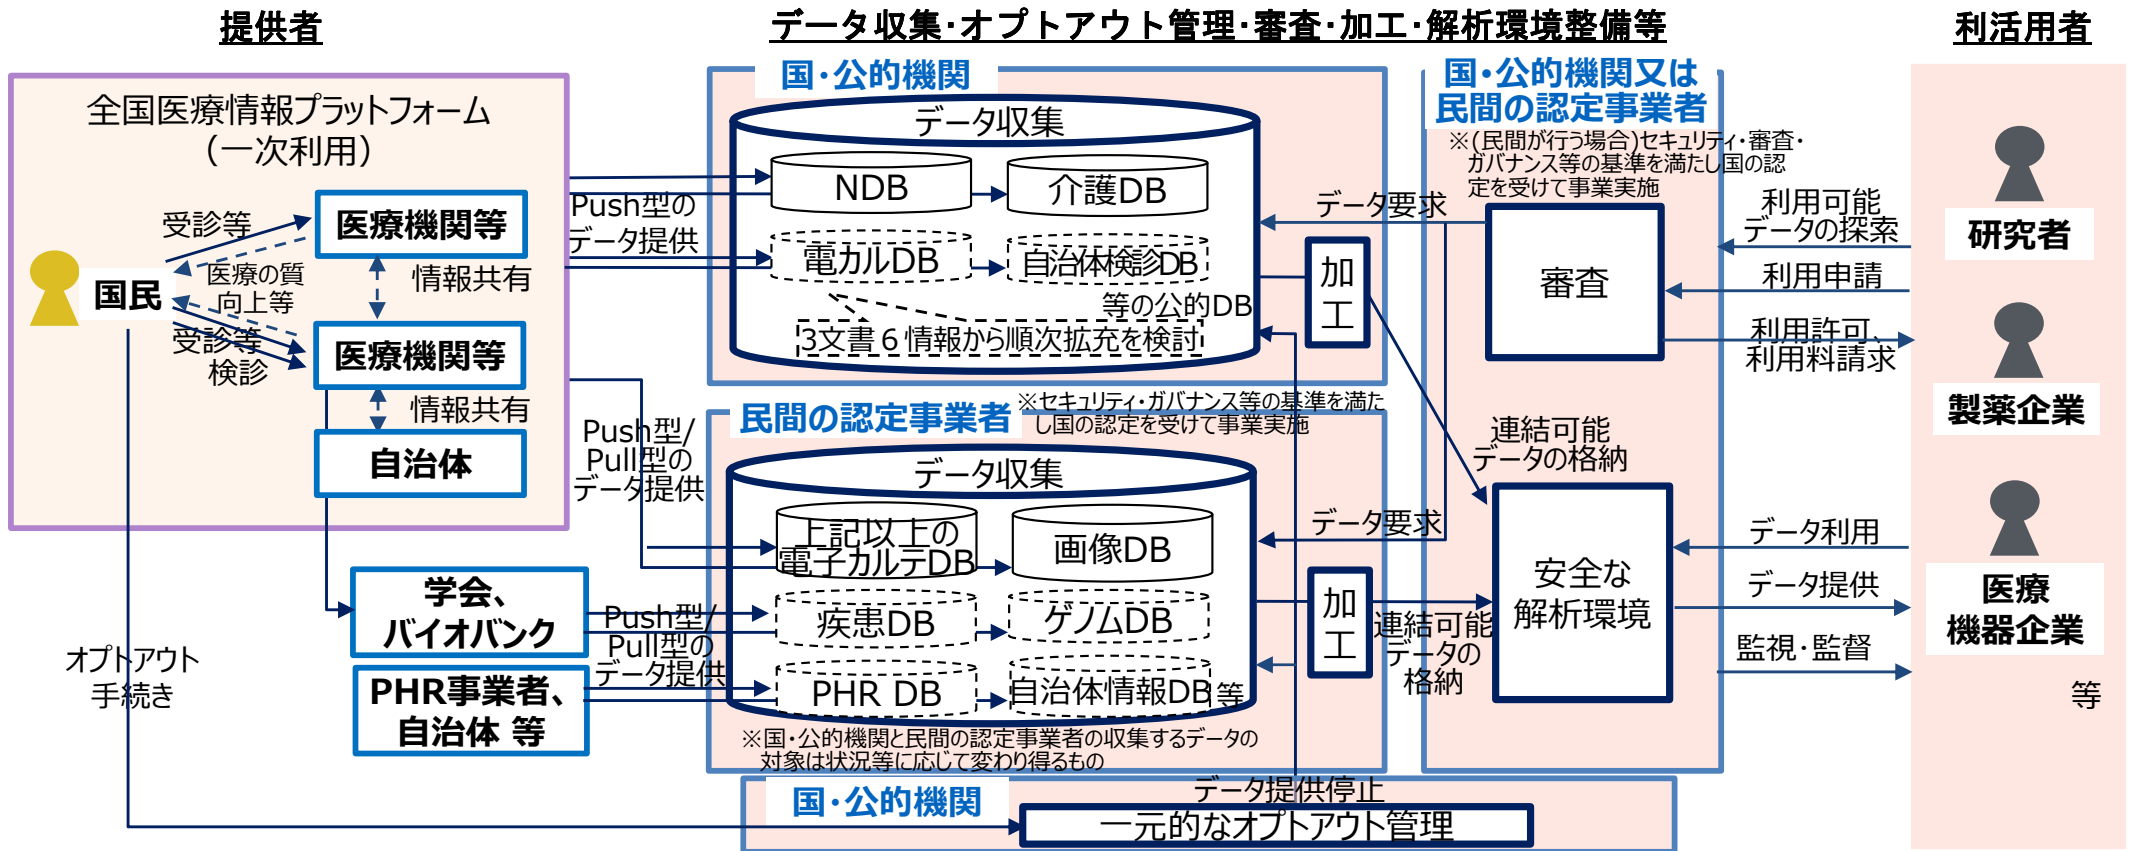 提供者
データ収集・オプトアウト管理・審査・加工・解析環境整備等
利活用者
全国医療情報プラットフォーム
（一次利用）
国民
受診等
医療の質
向上等
受診等
検診
医療機関等
情報共有
医療機関等
情報共有
自治体
学会、
バイオバンク
PHR事業者、
自治体 等
オプトアウト
手続き
Push型の
データ提供
Push型/
Pull型の
データ提供
Push型/
Pull型の
データ提供
国・公的機関
データ収集
NDB
介護DB
電カルDB
自治体検診DB
等の公的DB
3文書６情報から順次拡充を検討
加
工
民間の認定事業者
※セキュリティ・ガバナンス等の基準を満た
し国の認定を受けて事業実施
データ収集
上記以上の
電子カルテDB
画像DB
疾患DB
ゲノムDB
PHR DB
自治体情報DB
等
加
工
※国・公的機関と民間の認定事業者の収集するデータの
対象は状況等に応じて変わり得るもの
国・公的機関
データ提供停止
一元的なオプトアウト管理
国・公的機関又は
民間の認定事業者
※(民間が行う場合)セキュリティ・審査・
ガバナンス等の基準を満たし国の認
定を受けて事業実施
データ要求
審査
データ要求
連結可能
データの格納
連結可能
データの
格納
安全な
解析環境
利用可能
データの探索
利用申請
利用許可、
利用料請求
データ利用
データ提供
監視・監督
研究者
製薬企業
医療
機器企業
等